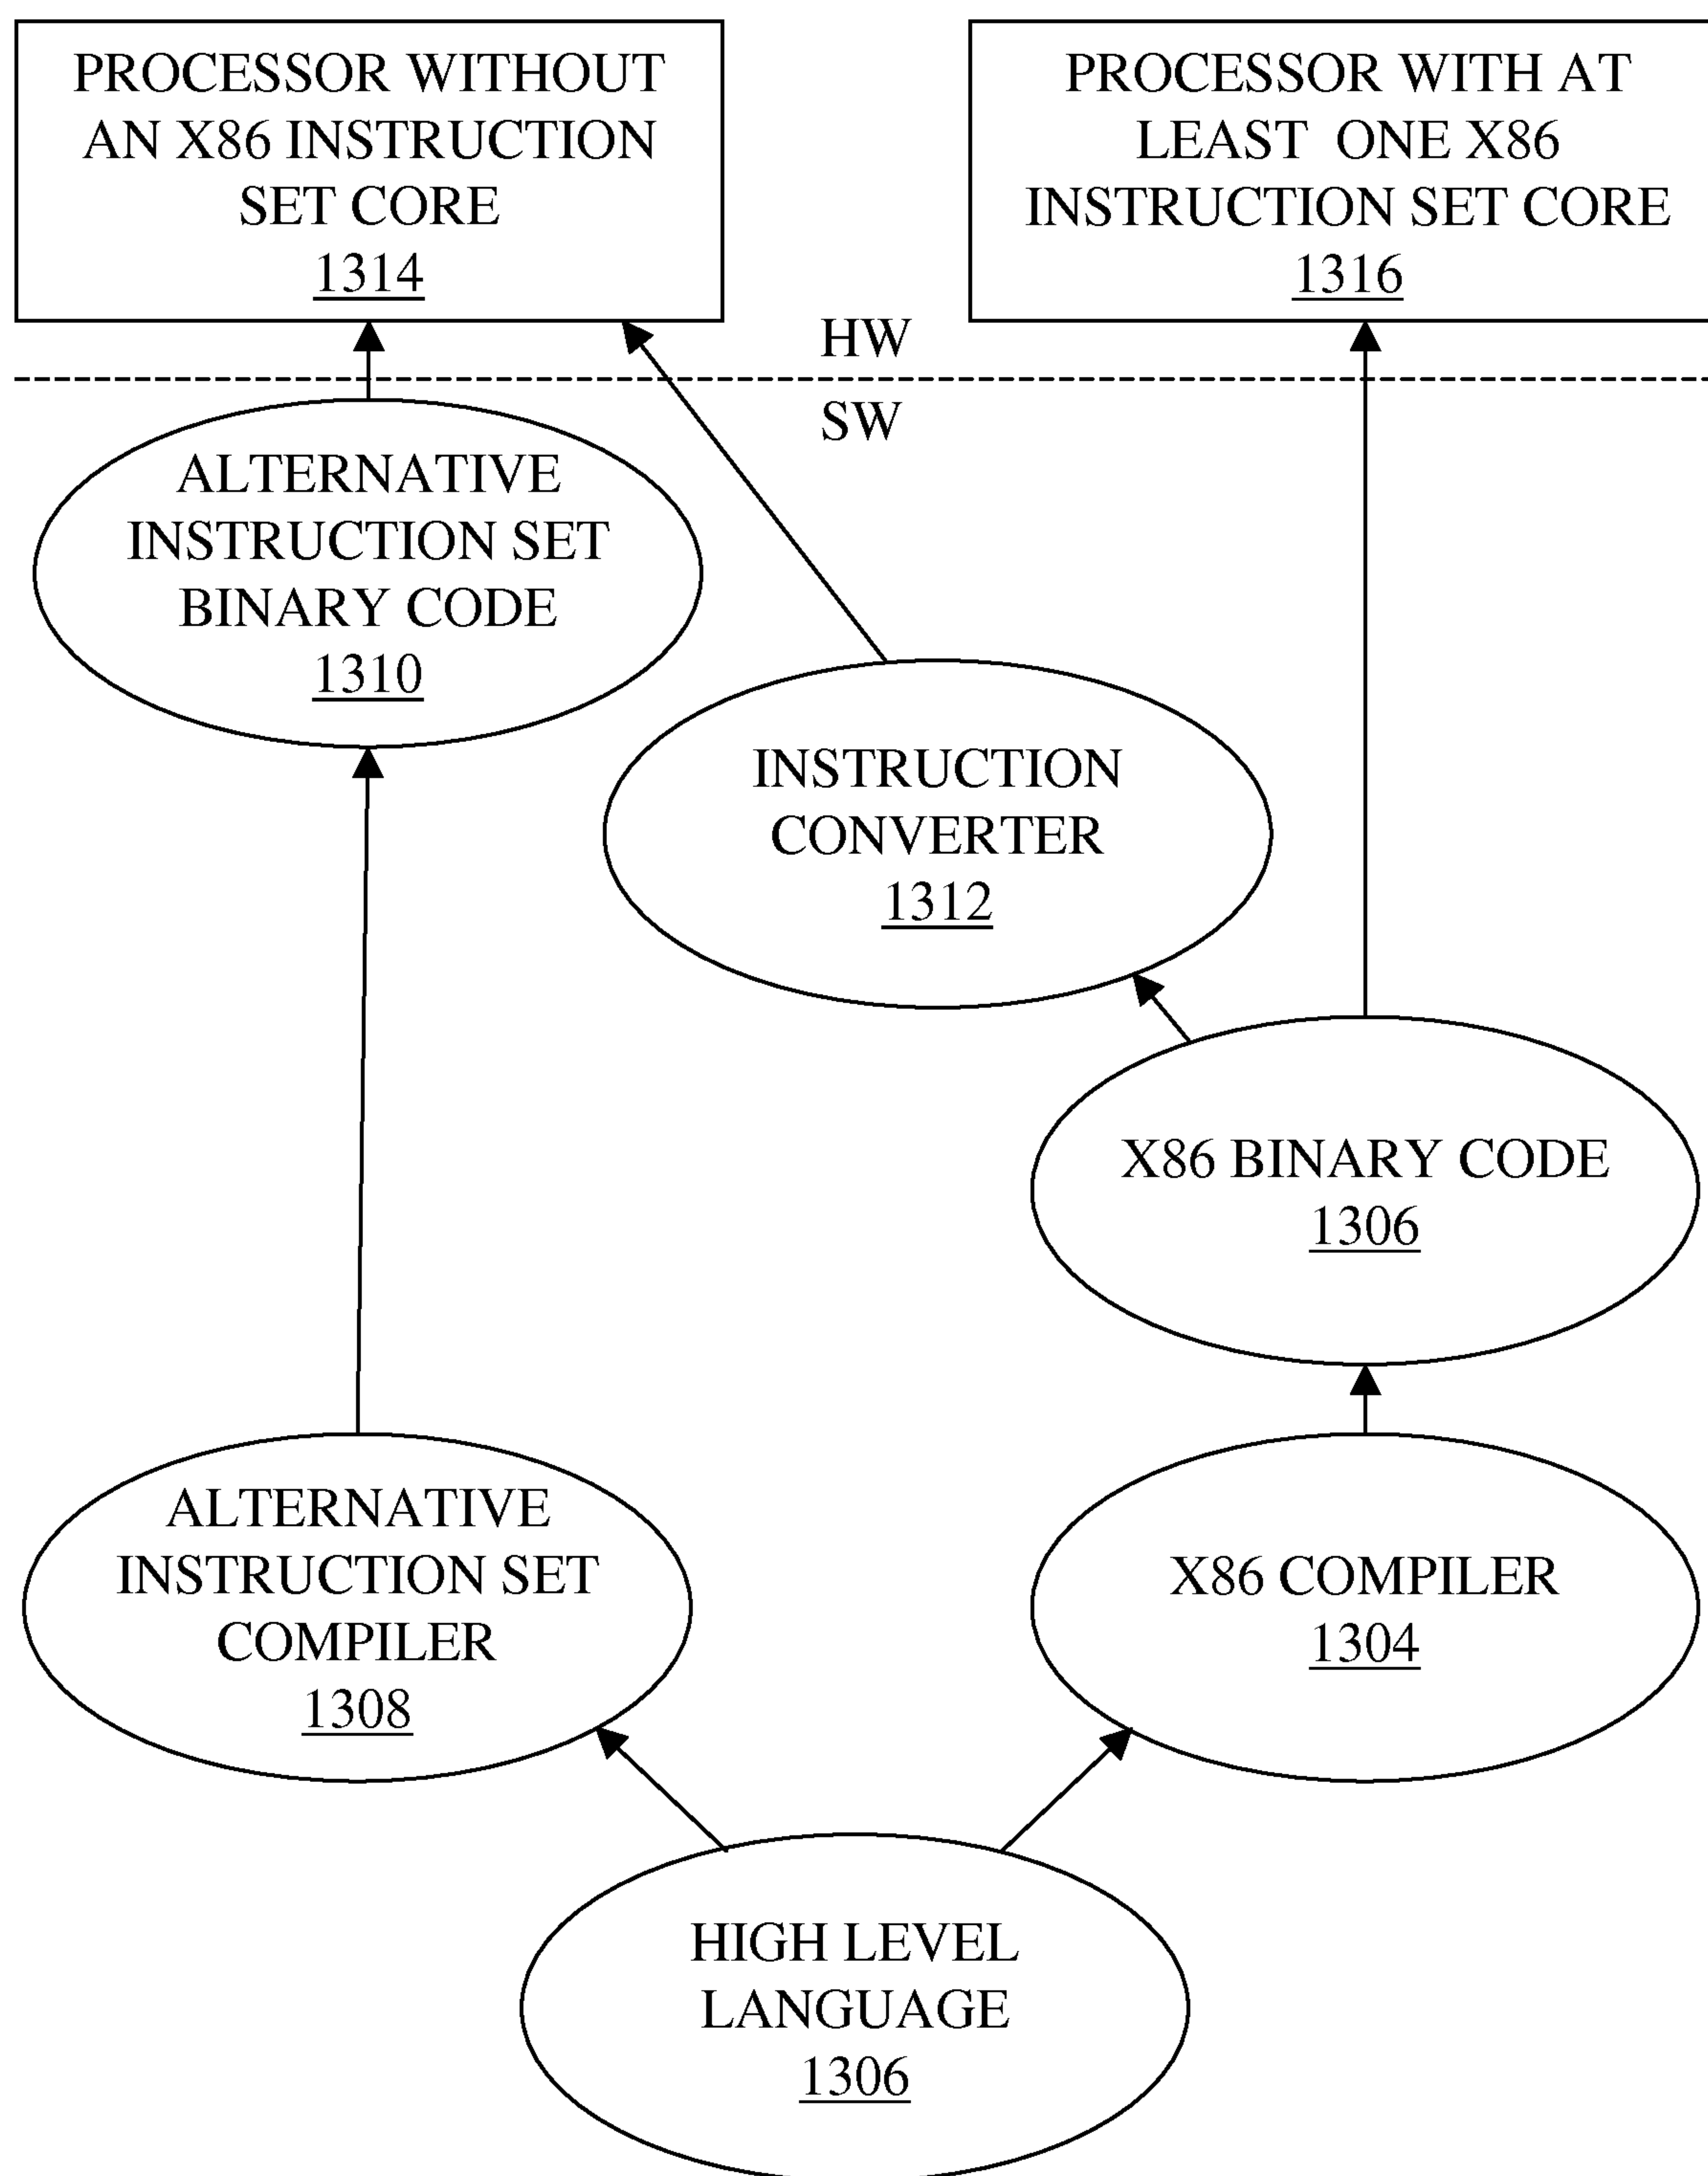 PROCESSOR WITHOUT
AN X86 INSTRUCTION
SET CORE
1314
PROCESSOR WITH AT
LEAST ONE X86
INSTRUCTION SET CORE
1316
HW
SW
ALTERNATIVE
INSTRUCTION SET
BINARY CODE
1310
INSTRUCTION
CONVERTER
1312
X86 BINARY CODE
1306
ALTERNATIVE
INSTRUCTION SET
COMPILER
1308
X86 COMPILER
1304
HIGH LEVEL
LANGUAGE
1306